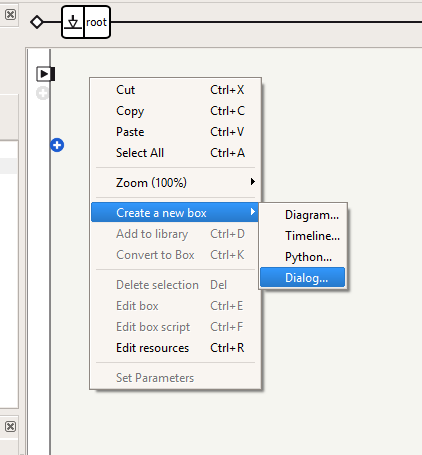 root
Cut Ctrl+X
Copy Ctrl+C
Paste Ctrl+V
Select All Ctrl+A
Zoom (100%)
Create a new box
Diagram...
Add to library Ctrl+D
Timeline...
Convert to Box Ctrl+K
Python...
Dialog...
Delete selection Del
Edit box Ctrl+E
Edit box script Ctrl+F
Edit resources Ctrl+R
Set Parameters